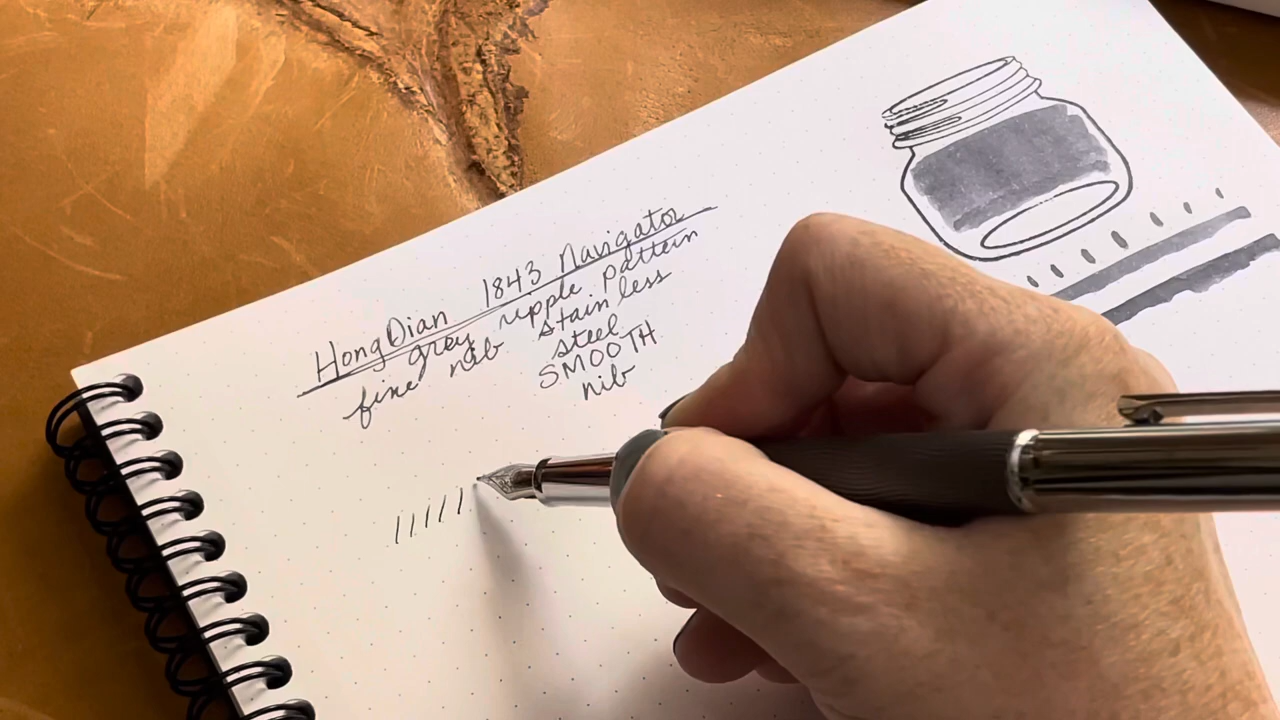 HongDian 1843 Navigator
grey ripple pattern
fine nib stainless
steel
SMOOTH
nib